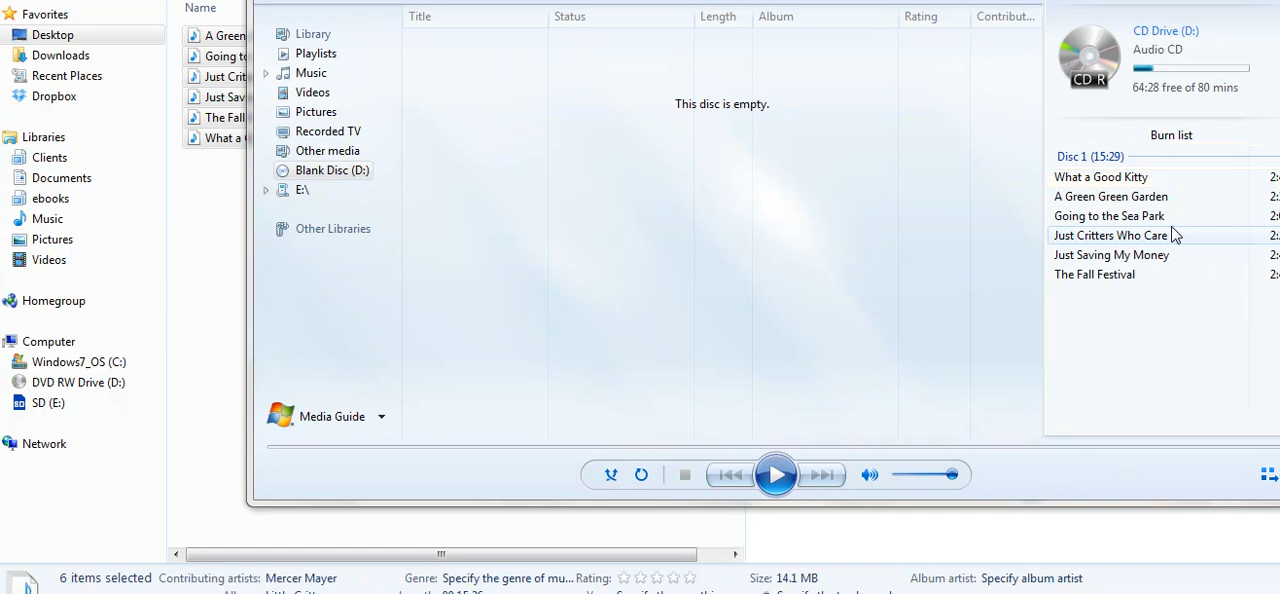 Favorites
Desktop
Downloads
Recent Places
Dropbox
Libraries
Clients
Documents
ebooks
Music
Pictures
Videos
Homegroup
Computer
Windows7_OS (C:)
DVD RW Drive (D:)
SD (E:)
Network
Name
A Green
Going to
Just Crit
Just Sav
The Fall
What a
Library
Playlists
Music
Videos
Pictures
Recorded TV
Other media
Blank Disc (D:)
E:\
Other Libraries
Media Guide
Title Status Length Album Rating Contribut...
This disc is empty.
CD R
CD Drive (D:)
Audio CD
64:28 free of 80 mins
Burn list
Disc 1 (15:29)
What a Good Kitty 2:
A Green Green Garden 2:
Going to the Sea Park 2:
Just Critters Who Care 2:
Just Saving My Money 2:
The Fall Festival 2:
6 items selected Contributing artists: Mercer Mayer Genre: Specify the genre of mu... Rating: Size: 14.1 MB Album artist: Specify album artist